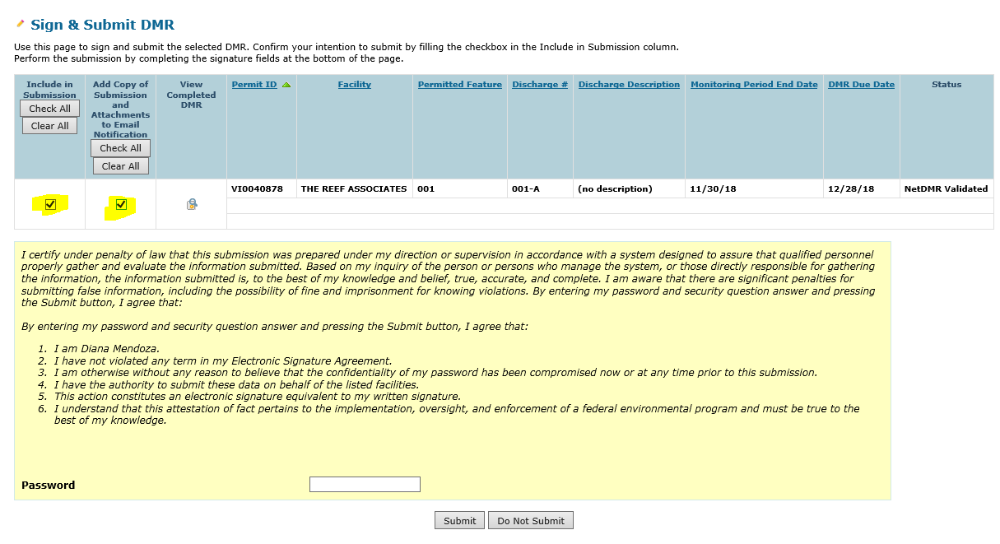 Sign & Submit DMR
Use this page to sign and submit the selected DMR. Confirm your intention to submit by filling the checkbox in the Include in Submission column.
Perform the submission by completing the signature fields at the bottom of the page.
Include in Submission
Check All
Clear All
Add Copy of Submission and Attachments to Email Notification
Check All
Clear All
View Completed DMR
Permit ID
Facility
Permitted Feature
Discharge #
Discharge Description
Monitoring Period End Date
DMR Due Date
Status
VI0040878 THE REEF ASSOCIATES 001 001-A (no description) 11/30/18 12/28/18 NetDMR Validated
I certify under penalty of law that this submission was prepared under my direction or supervision in accordance with a system designed to assure that qualified personnel
properly gather and evaluate the information submitted. Based on my inquiry of the person or persons who manage the system, or those directly responsible for gathering
the information, the information submitted is, to the best of my knowledge and belief, true, accurate, and complete. I am aware that there are significant penalties for
submitting false information, including the possibility of fine and imprisonment for knowing violations. By entering my password and security question answer and pressing
the Submit button, I agree that:
By entering my password and security question answer and pressing the Submit button, I agree that:
1. I am Diana Mendoza.
2. I have not violated any term in my Electronic Signature Agreement.
3. I am otherwise without any reason to believe that the confidentiality of my password has been compromised now or at any time prior to this submission.
4. I have the authority to submit these data on behalf of the listed facilities.
5. This action constitutes an electronic signature equivalent to my written signature.
6. I understand that this attestation of fact pertains to the implementation, oversight, and enforcement of a federal environmental program and must be true to the
best of my knowledge.
Password
Submit Do Not Submit